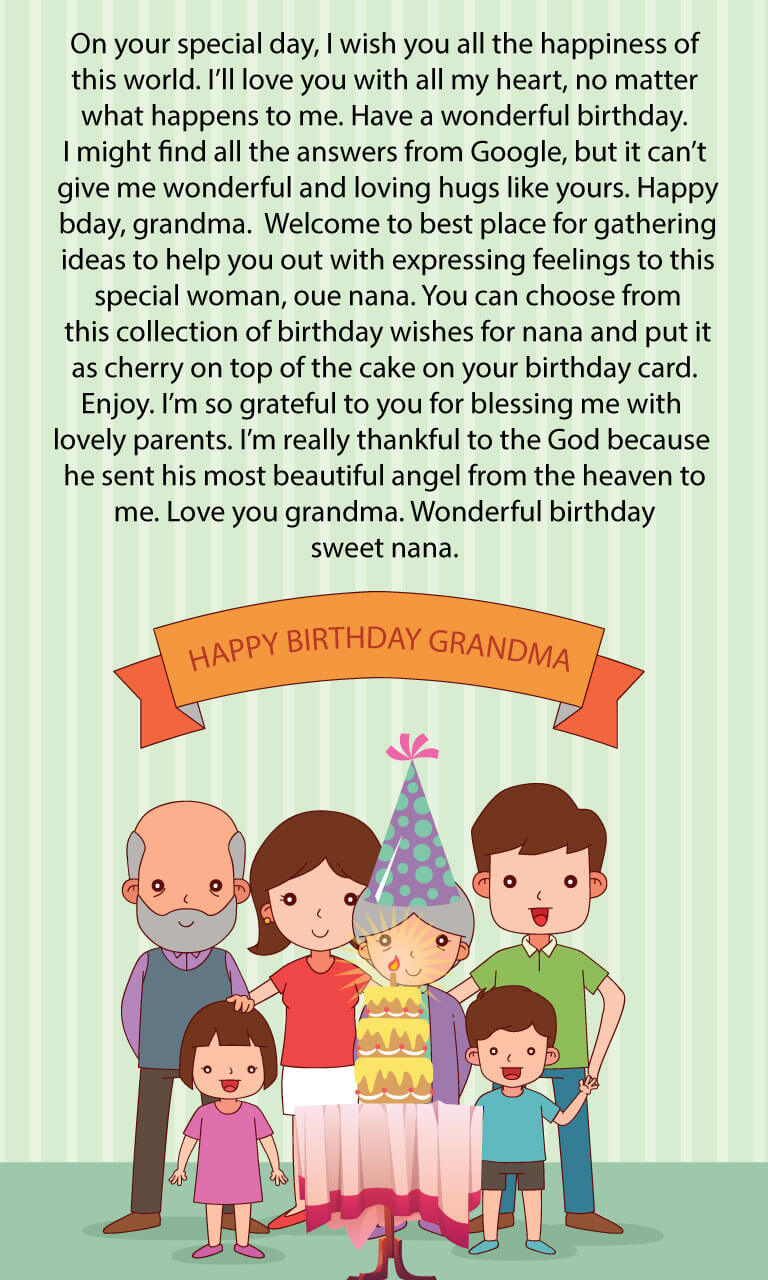 On your special day, I wish you all the happiness of
this world. I’ll love you with all my heart, no matter
what happens to me. Have a wonderful birthday.
I might find all the answers from Google, but it can’t
give me wonderful and loving hugs like yours. Happy
bday, grandma.  Welcome to best place for gathering
ideas to help you out with expressing feelings to this
special woman, oue nana. You can choose from
this collection of birthday wishes for nana and put it
as cherry on top of the cake on your birthday card.
Enjoy. I’m so grateful to you for blessing me with
lovely parents. I’m really thankful to the God because
he sent his most beautiful angel from the heaven to
me. Love you grandma. Wonderful birthday
sweet nana.
HAPPY BIRTHDAY GRANDMA